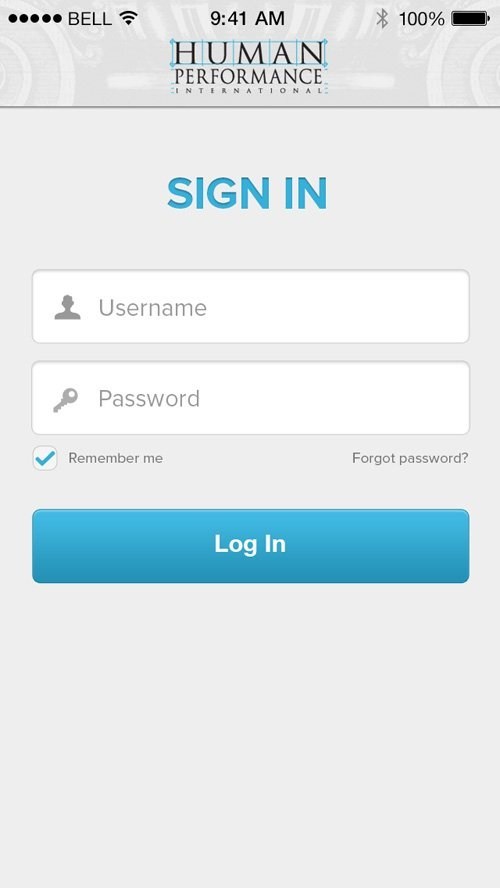 BELL 9:41 AM 100%
HUMAN
PERFORMANCE
INTERNATIONAL
SIGN IN
Username
Password
Remember me Forgot password?
Log In